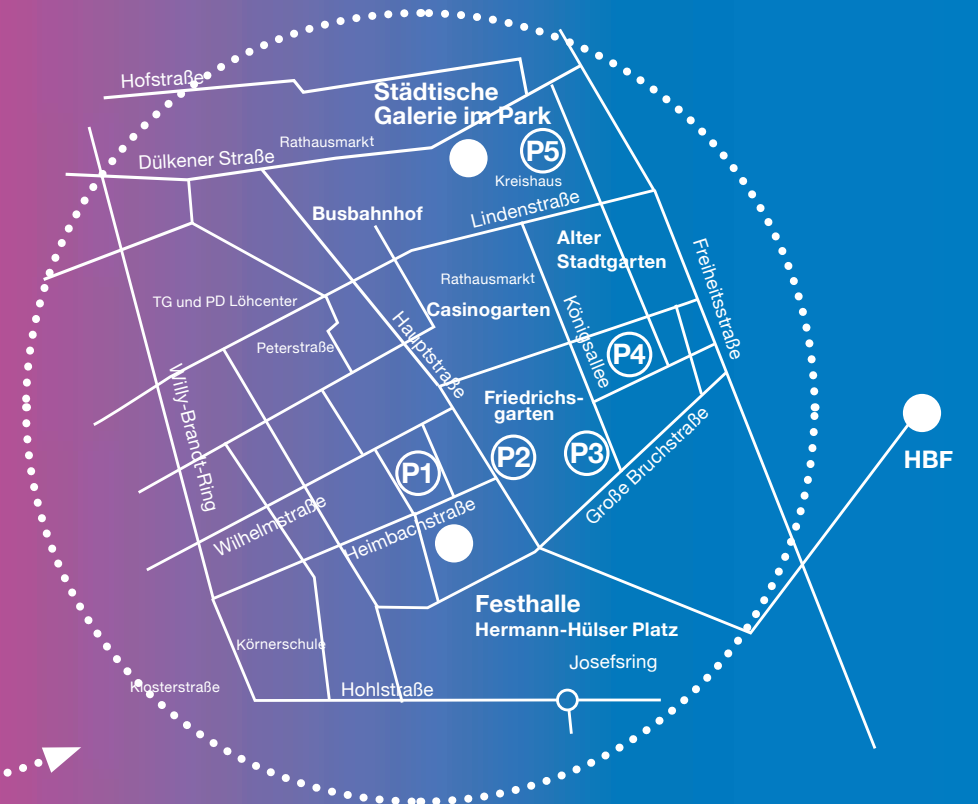 Hofstraße
Städtische
Galerie im Park
Rathausmarkt
P5
Dülkener Straße
Kreishaus
Lindenstraße
Busbahnhof
Alter
Stadtgarten
Freiheitsstraße
Rathausmarkt
TG und PD Löhcenter
Casinogarten
Königsallee
Hauptstraße
Peterstraße
P4
Willy-Brandt-Ring
Friedrichs-
garten
P1
P2
P3
Große Bruchstraße
HBF
Wilhelmstraße
Heimbachstraße
Festhalle
Hermann-Hülser Platz
Körnerschule
Josefsring
Klosterstraße
Hohlstraße